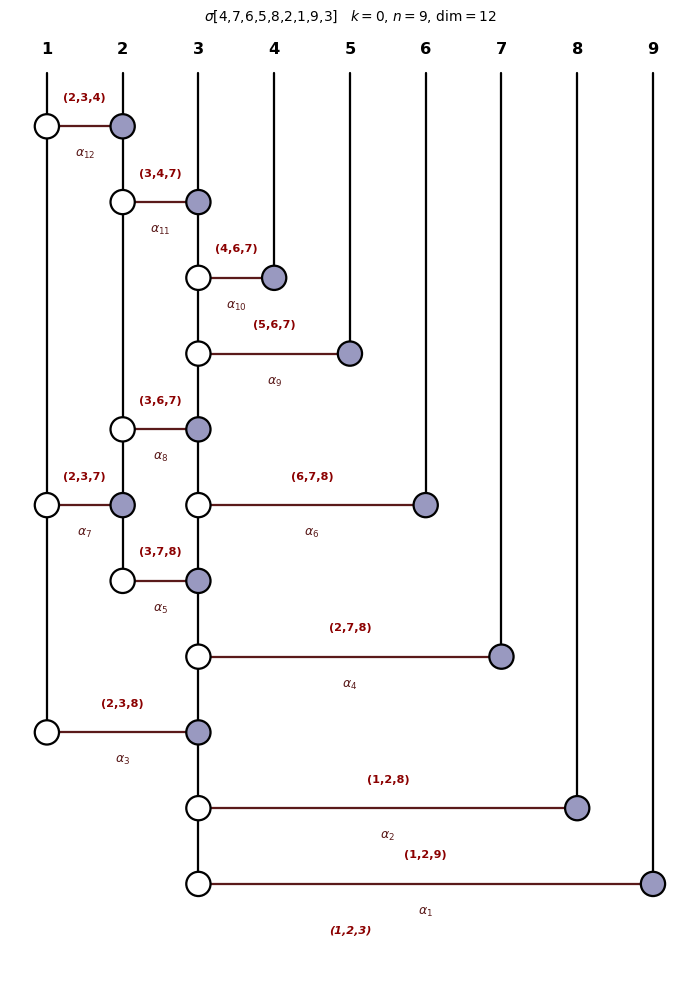 σ[4,7,6,5,8,2,1,9,3]   k = 0, n = 9, dim = 12
1 2 3 4 5 6 7 8 9
(2,3,4)
α₁₂
(3,4,7)
α₁₁
(4,6,7)
α₁₀
(5,6,7)
α₉
(3,6,7)
α₈
(2,3,7) (6,7,8)
α₇ α₆
(3,7,8)
α₅
(2,7,8)
α₄
(2,3,8)
α₃
(1,2,8)
α₂
(1,2,9)
α₁
(1,2,3)